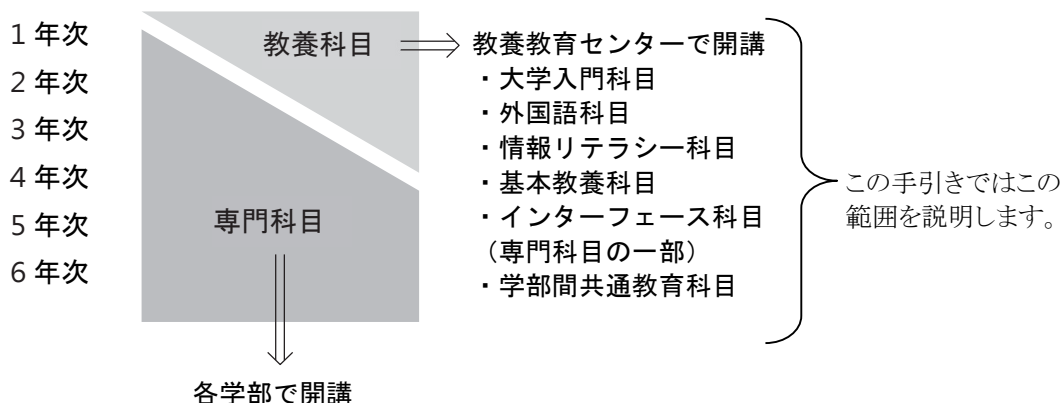 1 年次
2 年次
3 年次
4 年次
5 年次
6 年次
教養科目
専門科目
各学部で開講
教養教育センターで開講
・大学入門科目
・外国語科目
・情報リテラシー科目
・基本教養科目
・インターフェース科目
（専門科目の一部）
・学部間共通教育科目
この手引きではこの
範囲を説明します。